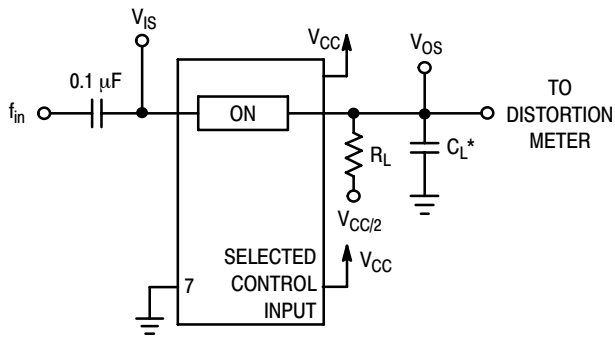 V_IS
V_CC
V_OS
0.1 µF
f_in
ON
TO
DISTORTION
METER
R_L
C_L*
V_CC/2
SELECTED
CONTROL
INPUT
V_CC
7